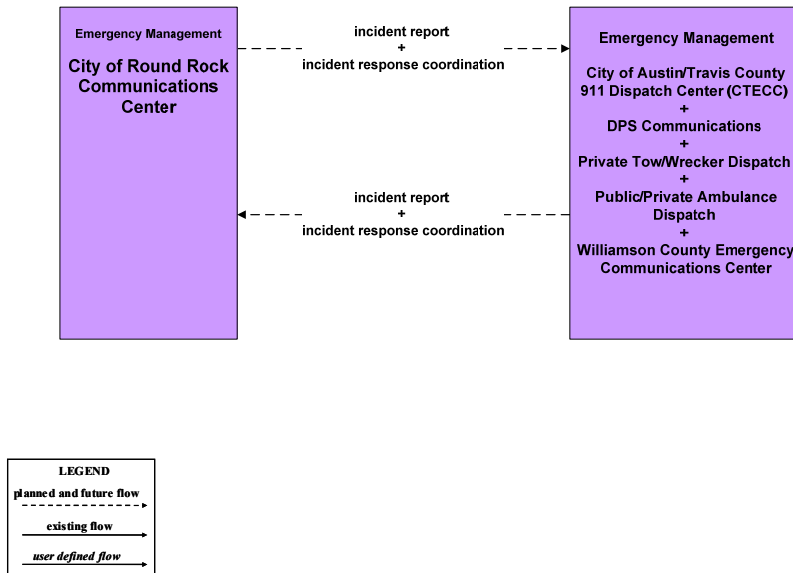 Emergency Management
City of Round Rock
Communications
Center
incident report
+
incident response coordination
incident report
+
incident response coordination
Emergency Management
City of Austin/Travis County
911 Dispatch Center (CTECC)
+
DPS Communications
+
Private Tow/Wrecker Dispatch
+
Public/Private Ambulance
Dispatch
+
Williamson County Emergency
Communications Center
LEGEND
planned and future flow
existing flow
user defined flow